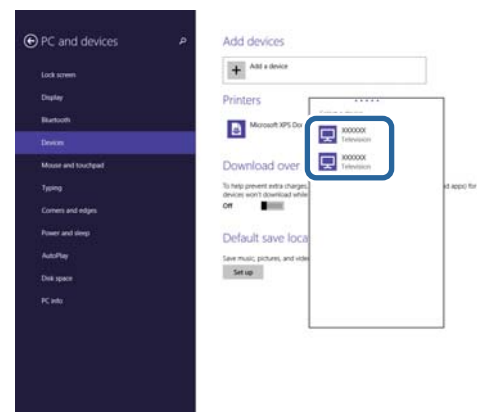 PC and devices
Lock screen
Display
Bluetooth
Devices
Mouse and touchpad
Typing
Corners and edges
Power and sleep
AutoPlay
Disk space
PC info
Add devices
Add a device
Printers
Microsoft XPS Doc
Download over
To help prevent extra charges,
d apps) for
devices won't download while
Off
Default save loca
Save music, pictures, and vide
Set up
XXXXXX
Television
XXXXXX
Television